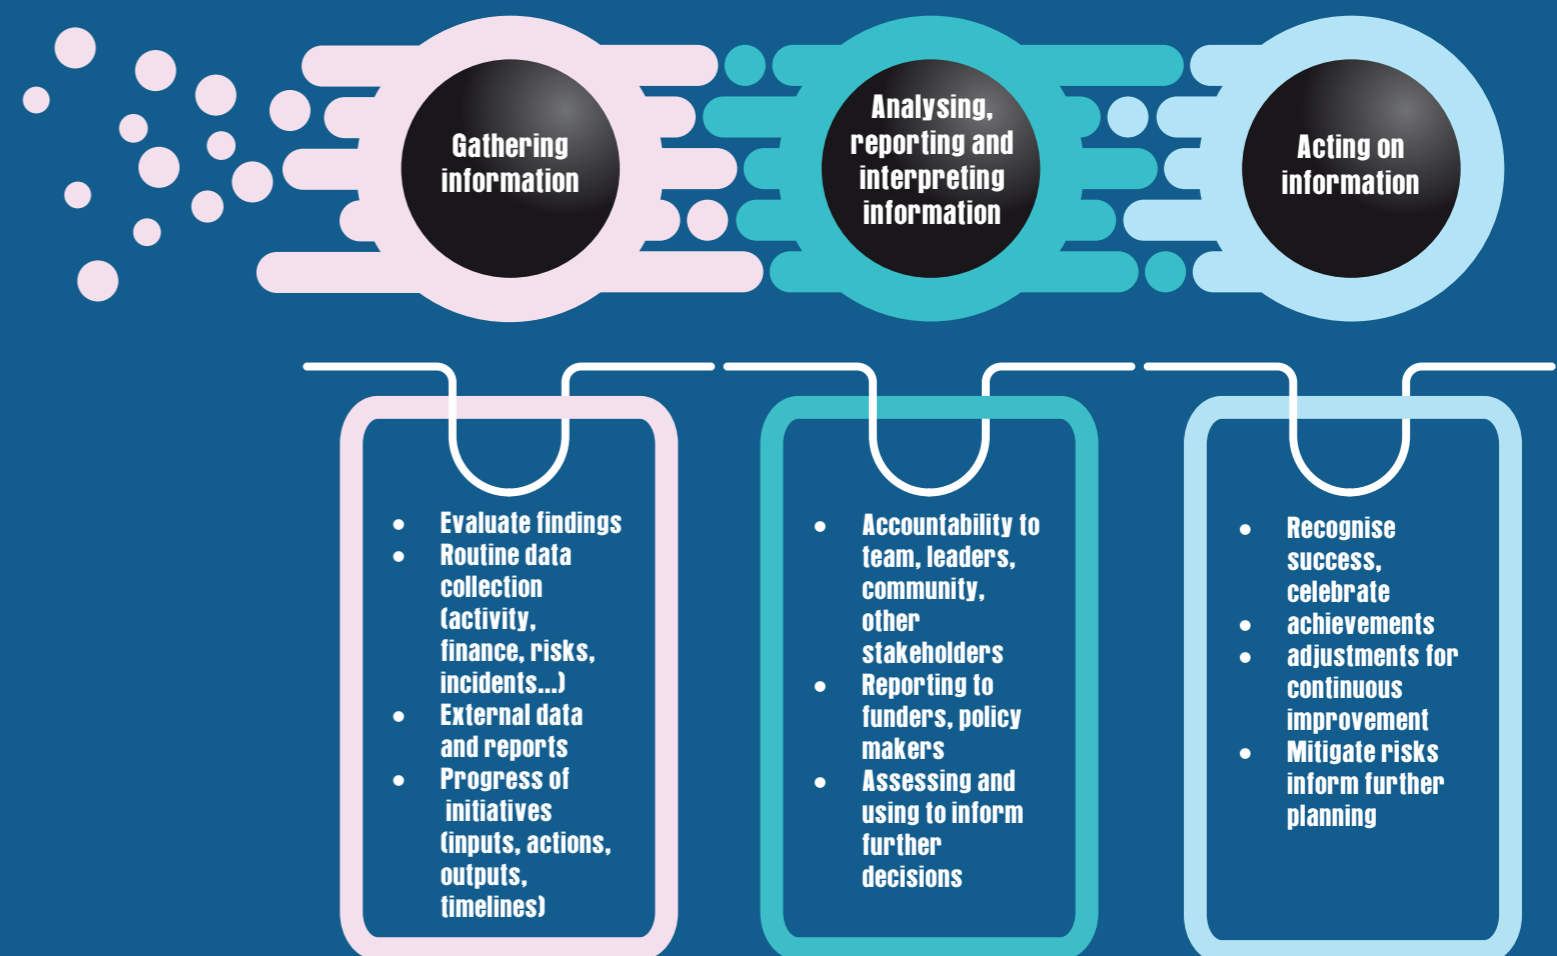 Gathering
information
Analysing,
reporting and
interpreting
information
Acting on
information
• Evaluate findings
• Routine data
collection
(activity,
finance, risks,
incidents...)
• External data
and reports
• Progress of
initiatives
(inputs, actions,
outputs,
timelines)
• Accountability to
team, leaders,
community,
other
stakeholders
• Reporting to
funders, policy
makers
• Assessing and
using to inform
further
decisions
• Recognise
success,
celebrate
• achievements
• adjustments for
continuous
improvement
• Mitigate risks
inform further
planning